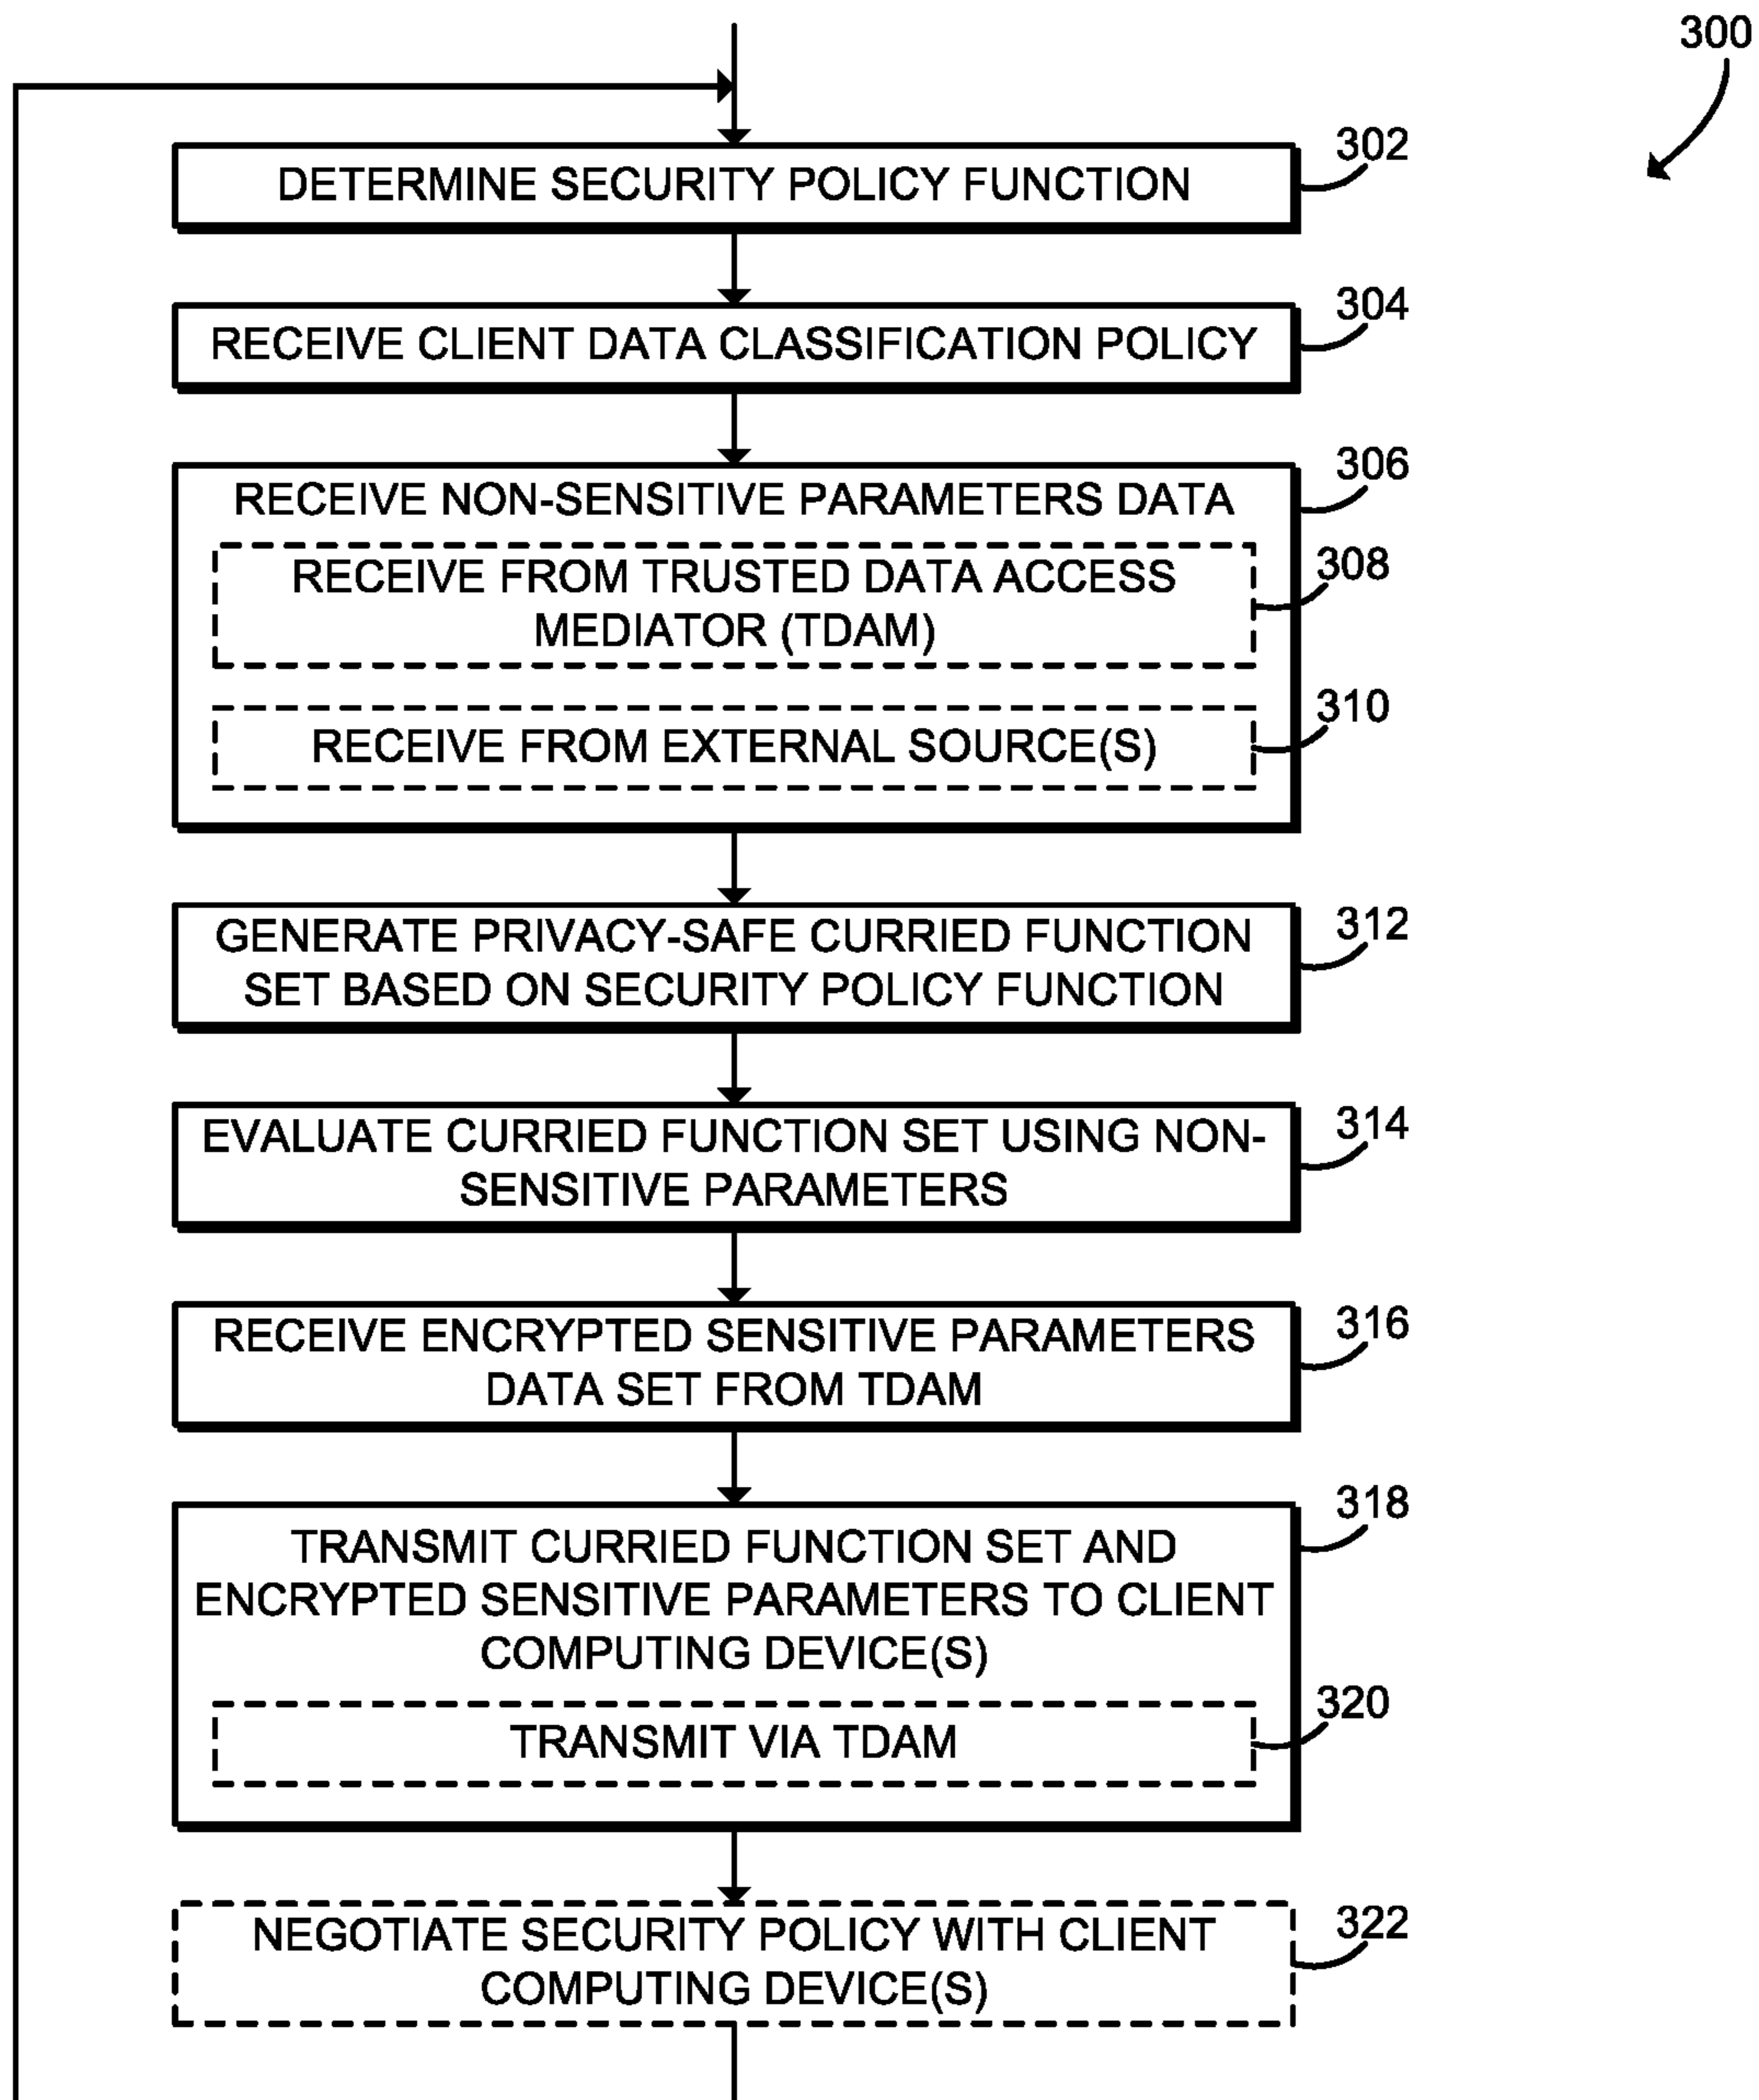 300
302
DETERMINE SECURITY POLICY FUNCTION
304
RECEIVE CLIENT DATA CLASSIFICATION POLICY
306
RECEIVE NON-SENSITIVE PARAMETERS DATA
308
RECEIVE FROM TRUSTED DATA ACCESS
MEDIATOR (TDAM)
310
RECEIVE FROM EXTERNAL SOURCE(S)
312
GENERATE PRIVACY-SAFE CURRIED FUNCTION
SET BASED ON SECURITY POLICY FUNCTION
314
EVALUATE CURRIED FUNCTION SET USING NON-
SENSITIVE PARAMETERS
316
RECEIVE ENCRYPTED SENSITIVE PARAMETERS
DATA SET FROM TDAM
318
TRANSMIT CURRIED FUNCTION SET AND
ENCRYPTED SENSITIVE PARAMETERS TO CLIENT
COMPUTING DEVICE(S)
320
TRANSMIT VIA TDAM
322
NEGOTIATE SECURITY POLICY WITH CLIENT
COMPUTING DEVICE(S)